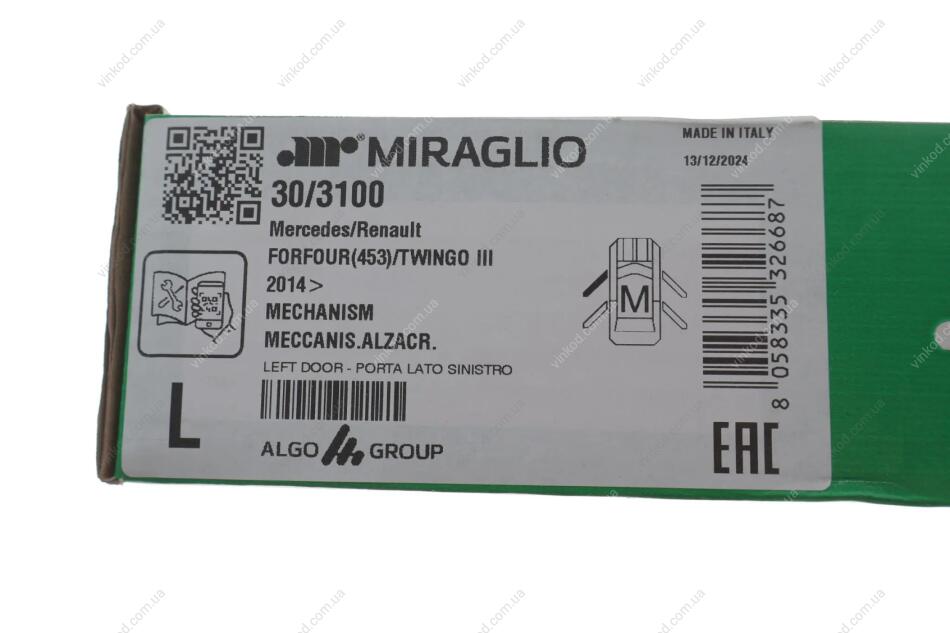 MIRAGLIO
30/3100
Mercedes/Renault
FORFOUR(453)/TWINGO III
2014>
MECHANISM
MECCANIS.ALZACR.
LEFT DOOR - PORTA LATO SINISTRO
L
ALGO GROUP
MADE IN ITALY
13/12/2024
M
8 058335 326687
EAC
vinkod.com.ua